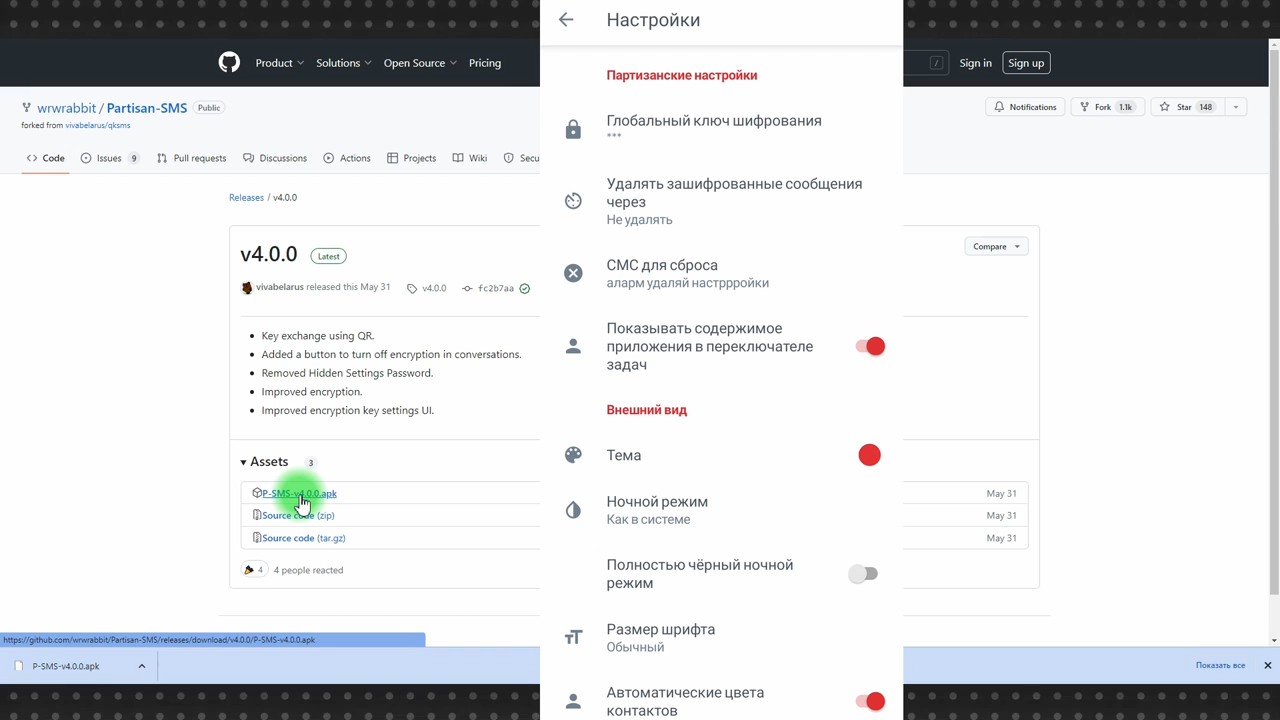 Product
Solutions
Open Source
Pricing
/
Sign in
Sign up
wrwrabbit / Partisan-SMS
Public
forked from vivabelarus/qksms
Notifications
Fork 1.1k
Star 148
Code
Issues 9
Pull requests
Discussions
Actions
Projects
Wiki
Secu
Releases / v4.0.0
v4.0.0
Latest
Compare
vivabelarus released this May 31
v4.0.0
fc2b7aa
Key exchange using QR.
Added a button to turn off encryption in conversations.
Removed Hidden Settings Password.
Improved encryption.
Improved encryption key settings UI.
Assets 3
P-SMS-v4.0.0.apk
May 31
Source code (zip)
May 31
Source code (tar.gz)
May 31
4
4 people reacted
https://github.com/wrwrabbit/Partisan-SMS/releases/download/v4.0.0/P-SMS-v4.0.0.apk
P-SMS-v4.0.0.apk
Показать все
Настройки
Партизанские настройки
Глобальный ключ шифрования
***
Удалять зашифрованные сообщения
через
Не удалять
СМС для сброса
аларм удаляй настрройки
Показывать содержимое
приложения в переключателе
задач
Внешний вид
Тема
Ночной режим
Как в системе
Полностью чёрный ночной
режим
Размер шрифта
Обычный
Автоматические цвета
контактов